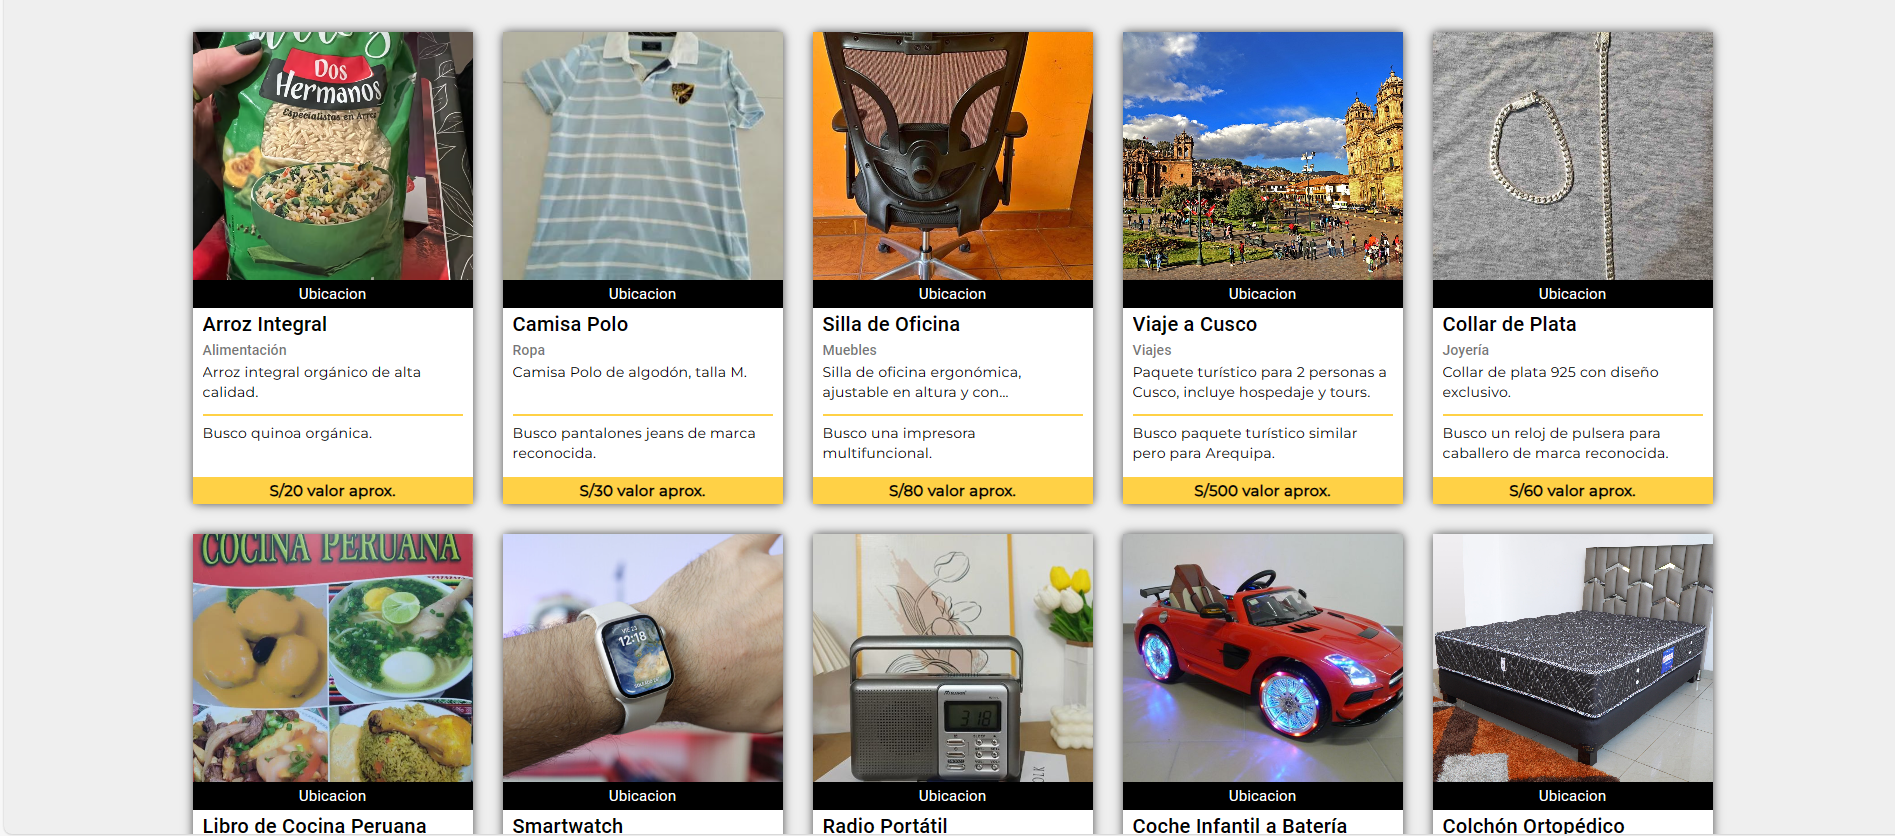 Dos
Hermanos
Especialistas en Arroz
Ubicacion
Arroz Integral
Alimentación
Arroz integral orgánico de alta
calidad.
Busco quinoa orgánica.
S/20 valor aprox.
Ubicacion
Camisa Polo
Ropa
Camisa Polo de algodón, talla M.
Busco pantalones jeans de marca
reconocida.
S/30 valor aprox.
Ubicacion
Silla de Oficina
Muebles
Silla de oficina ergonómica,
ajustable en altura y con...
Busco una impresora
multifuncional.
S/80 valor aprox.
Ubicacion
Viaje a Cusco
Viajes
Paquete turístico para 2 personas a
Cusco, incluye hospedaje y tours.
Busco paquete turístico similar
pero para Arequipa.
S/500 valor aprox.
Ubicacion
Collar de Plata
Joyería
Collar de plata 925 con diseño
exclusivo.
Busco un reloj de pulsera para
caballero de marca reconocida.
S/60 valor aprox.
COCINA PERUANA
Ubicacion
Libro de Cocina Peruana
VIE 23
12:18
Ubicacion
Smartwatch
3:18
Ubicacion
Radio Portátil
Ubicacion
Coche Infantil a Batería
Ubicacion
Colchón Ortopédico